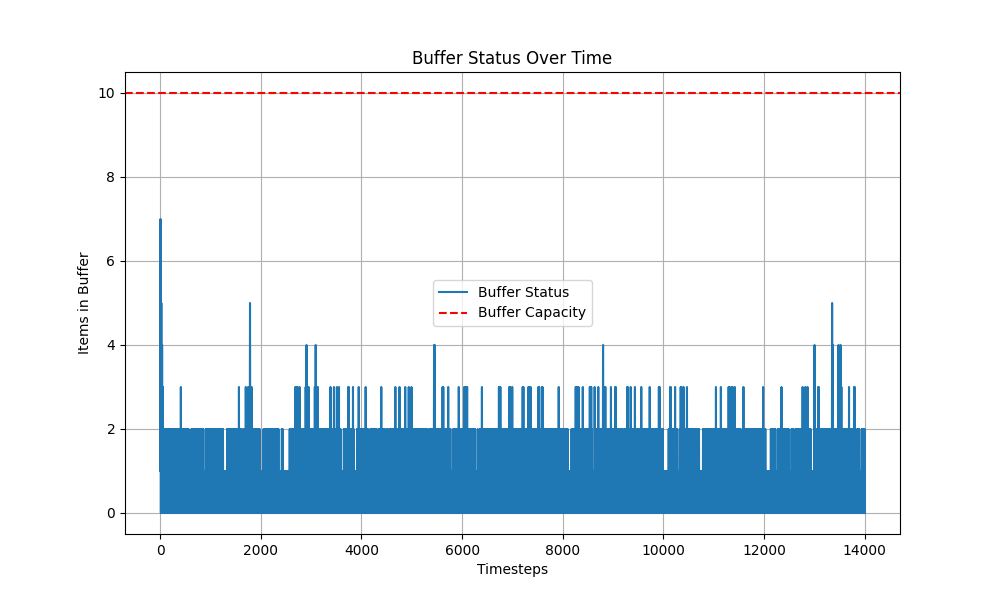 Buffer Status Over Time
Items in Buffer
10
8
6
4
2
0
Buffer Status
Buffer Capacity
0
2000
4000
6000
8000
10000
12000
14000
Timesteps